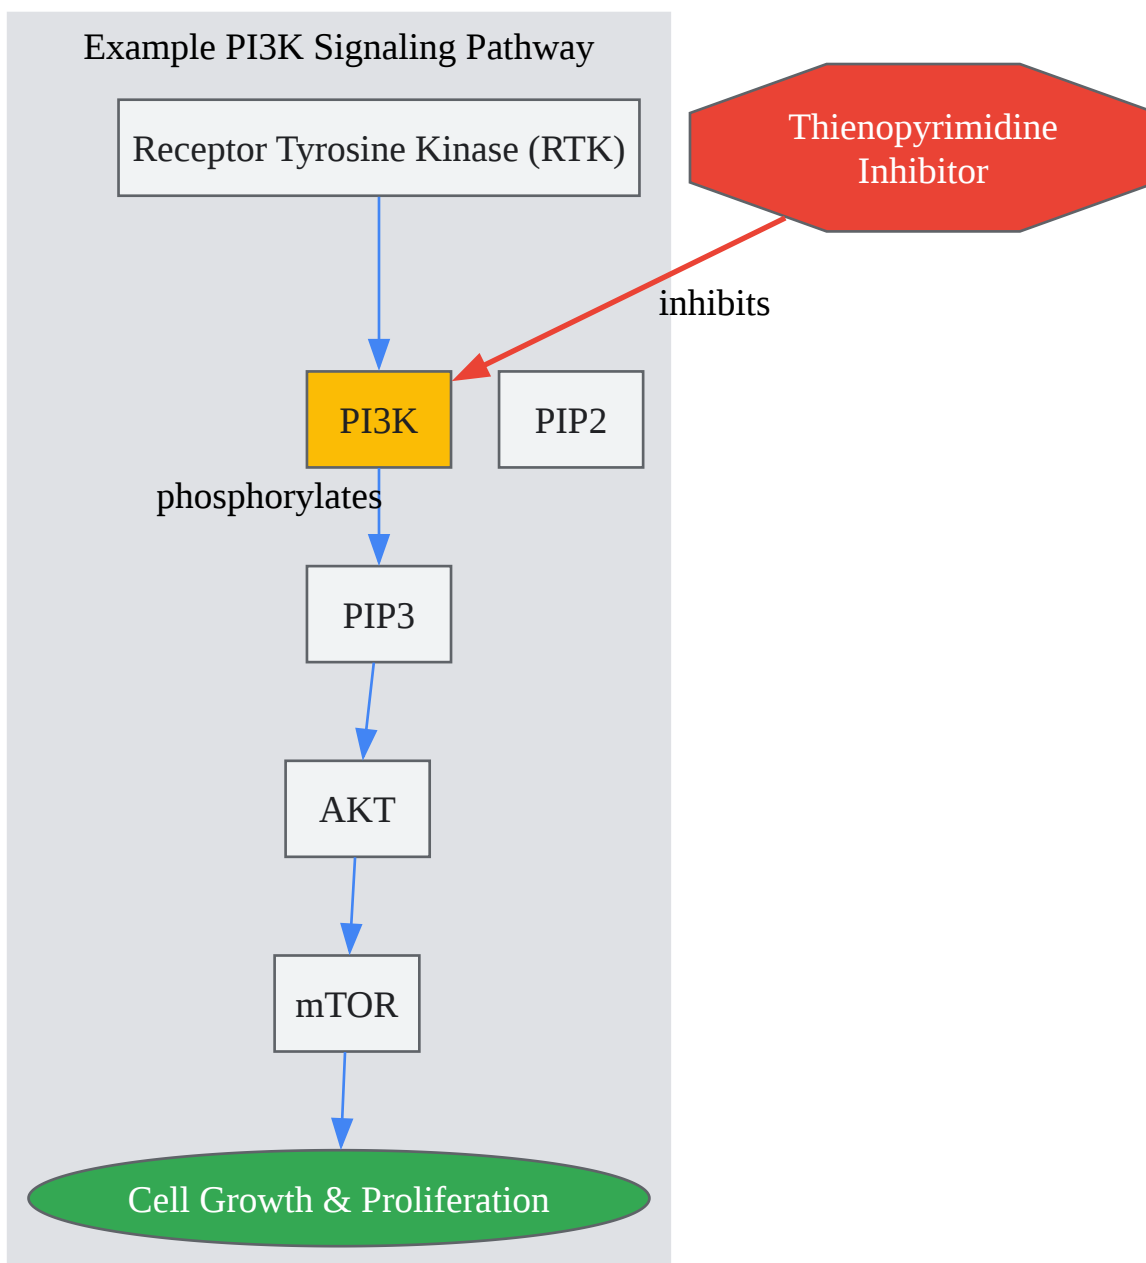 Example PI3K Signaling Pathway
Receptor Tyrosine Kinase (RTK)
Thienopyrimidine
Inhibitor
inhibits
PI3K
PIP2
phosphorylates
PIP3
AKT
mTOR
Cell Growth & Proliferation